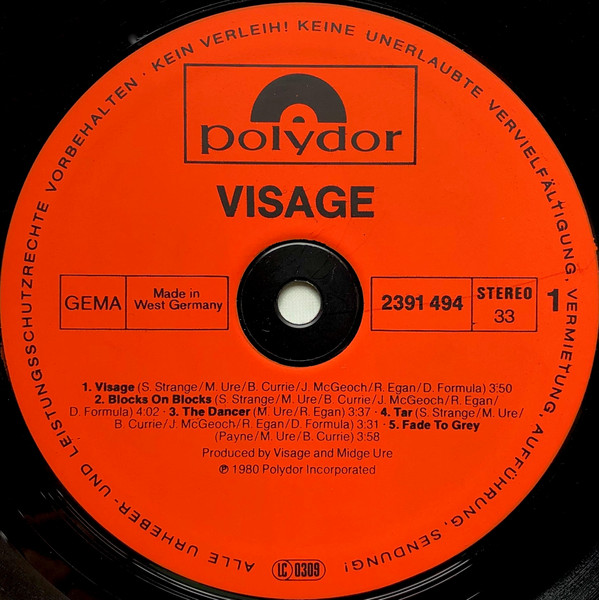 ALLE URHEBER- UND LEISTUNGSSCHUTZRECHTE VORBEHALTEN · KEIN VERLEIH! KEINE UNERLAUBTE VERVIELFÄLTIGUNG, VERMIETUNG, AUFFÜHRUNG, SENDUNG!
polydor
VISAGE
GEMA
Made in
West Germany
2391 494
STEREO
33
1
1. Visage (S. Strange/M. Ure/B. Currie/J. McGeoch/R. Egan/D. Formula) 3:50
2. Blocks On Blocks (S. Strange/M. Ure/B. Currie/J. McGeoch/R. Egan/
D. Formula) 4:02 · 3. The Dancer (M. Ure/R. Egan) 3:37 · 4. Tar (S. Strange/M. Ure/
B. Currie/J. McGeoch/R. Egan/D. Formula) 3:31 · 5. Fade To Grey
(Payne/M. Ure/B. Currie) 3:58
Produced by Visage and Midge Ure
℗ 1980 Polydor Incorporated
LC 0309